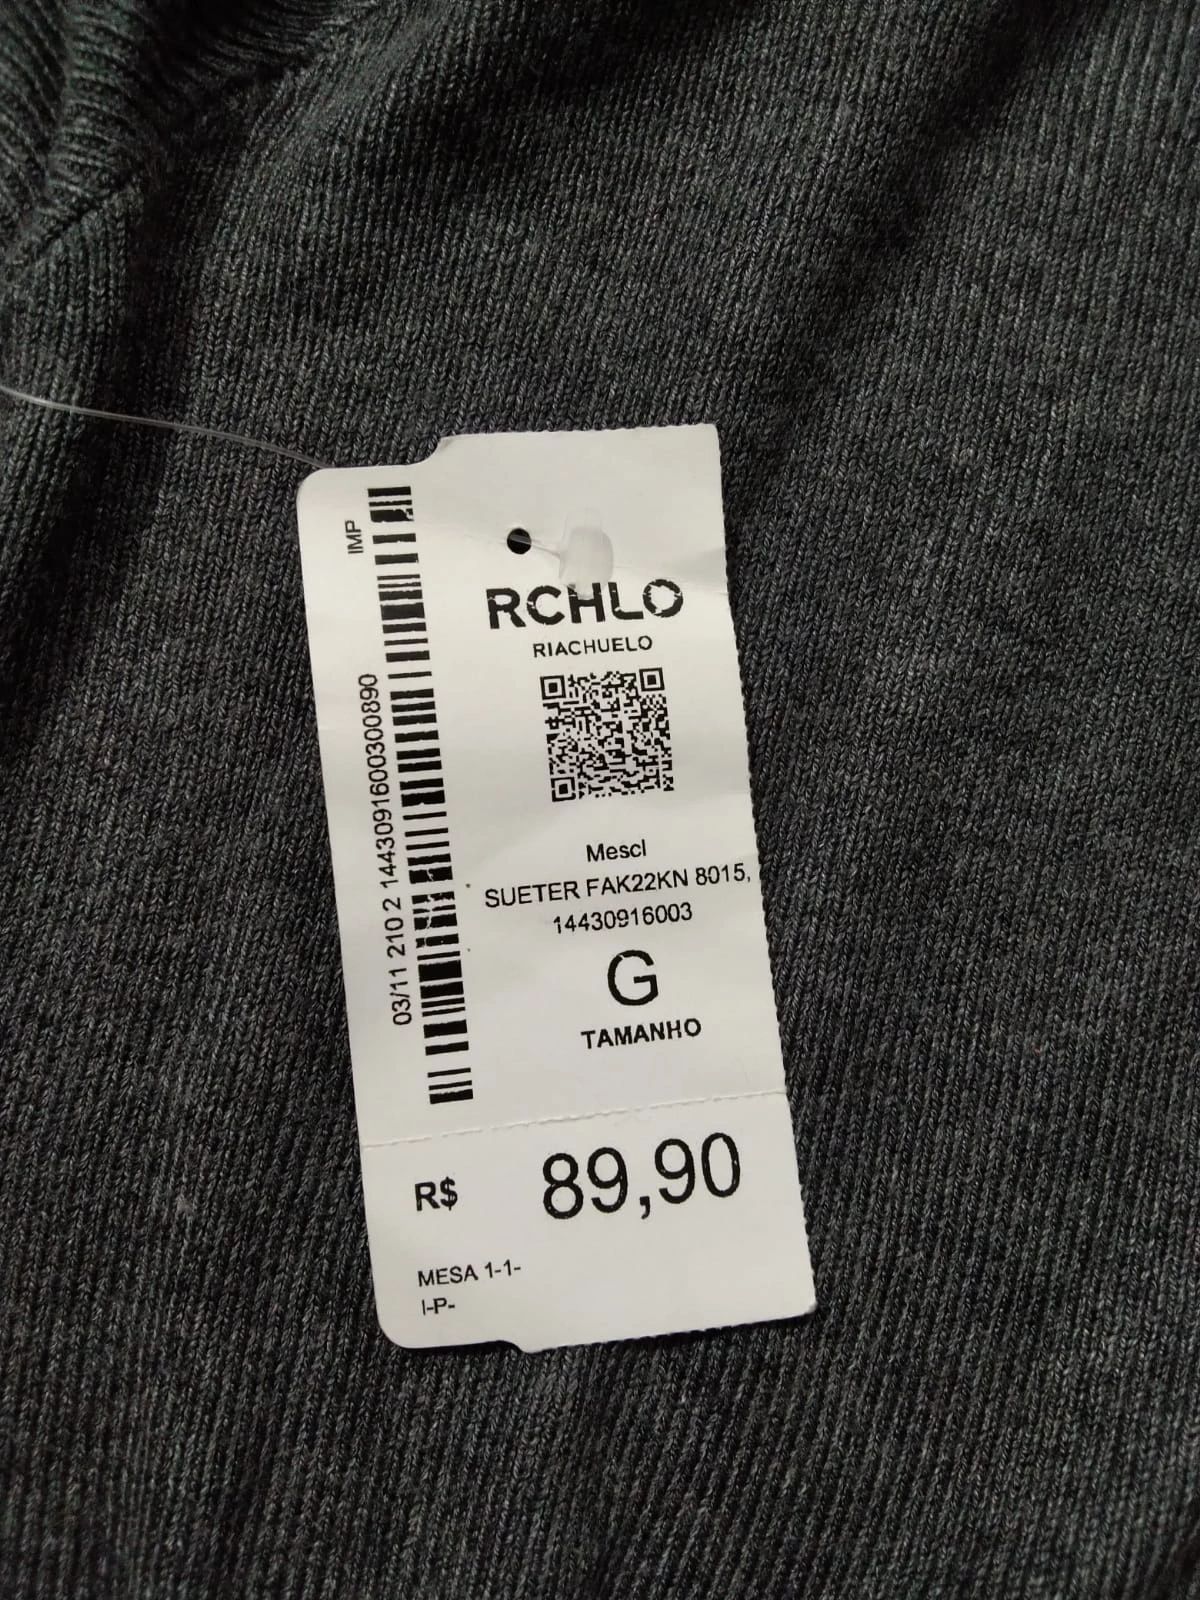 IMP
03/11 210 2 144309160030089​0
RCHLO
RIACHUELO
Mescl
SUETER FAK22KN 8015,
14430916003
G
TAMANHO
R$ 89,90
MESA 1-1-
I-P-